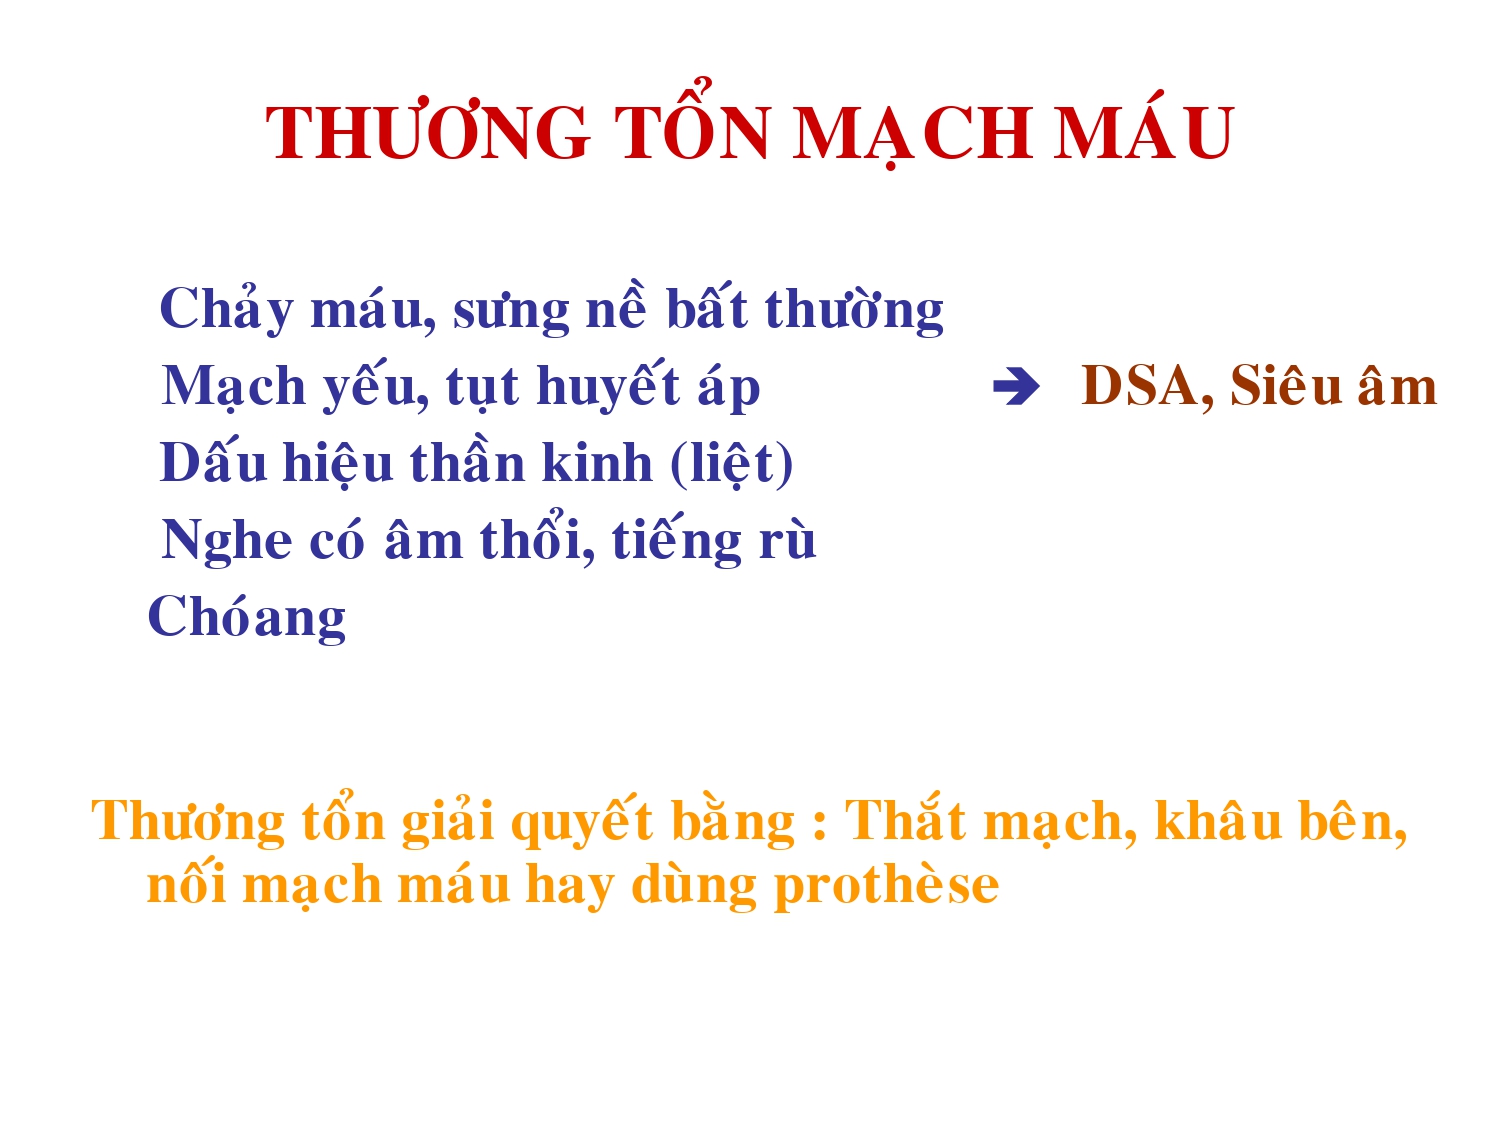 THƯƠNG TỔN MẠCH MÁU
Chảy máu, sưng nề bất thường
Mạch yếu, tụt huyết áp ➔ DSA, Siêu âm
Dấu hiệu thần kinh (liệt)
Nghe có âm thổi, tiếng rù
Chóang
Thương tổn giải quyết bằng : Thắt mạch, khâu bên,
nối mạch máu hay dùng prothèse